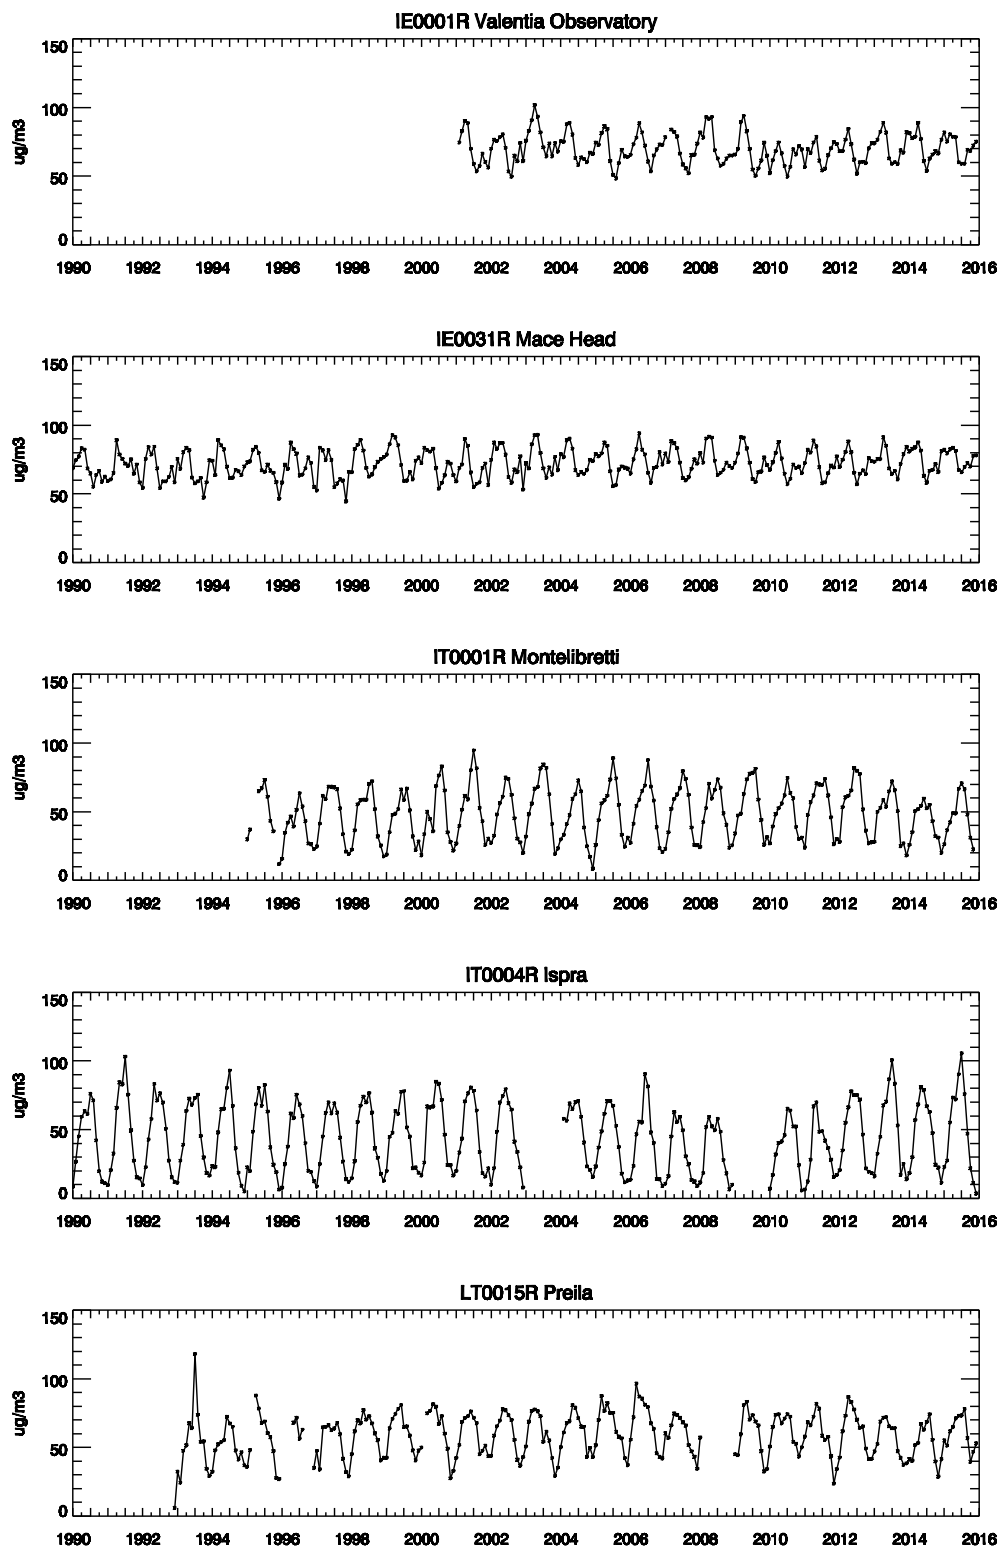 IE0001R Valentia Observatory
150
100
50
0
ug/m3
1990 1992 1994 1996 1998 2000 2002 2004 2006 2008 2010 2012 2014 2016
IE0031R Mace Head
150
100
50
0
ug/m3
1990 1992 1994 1996 1998 2000 2002 2004 2006 2008 2010 2012 2014 2016
IT0001R Montelibretti
150
100
50
0
ug/m3
1990 1992 1994 1996 1998 2000 2002 2004 2006 2008 2010 2012 2014 2016
IT0004R Ispra
150
100
50
0
ug/m3
1990 1992 1994 1996 1998 2000 2002 2004 2006 2008 2010 2012 2014 2016
LT0015R Preila
150
100
50
0
ug/m3
1990 1992 1994 1996 1998 2000 2002 2004 2006 2008 2010 2012 2014 2016